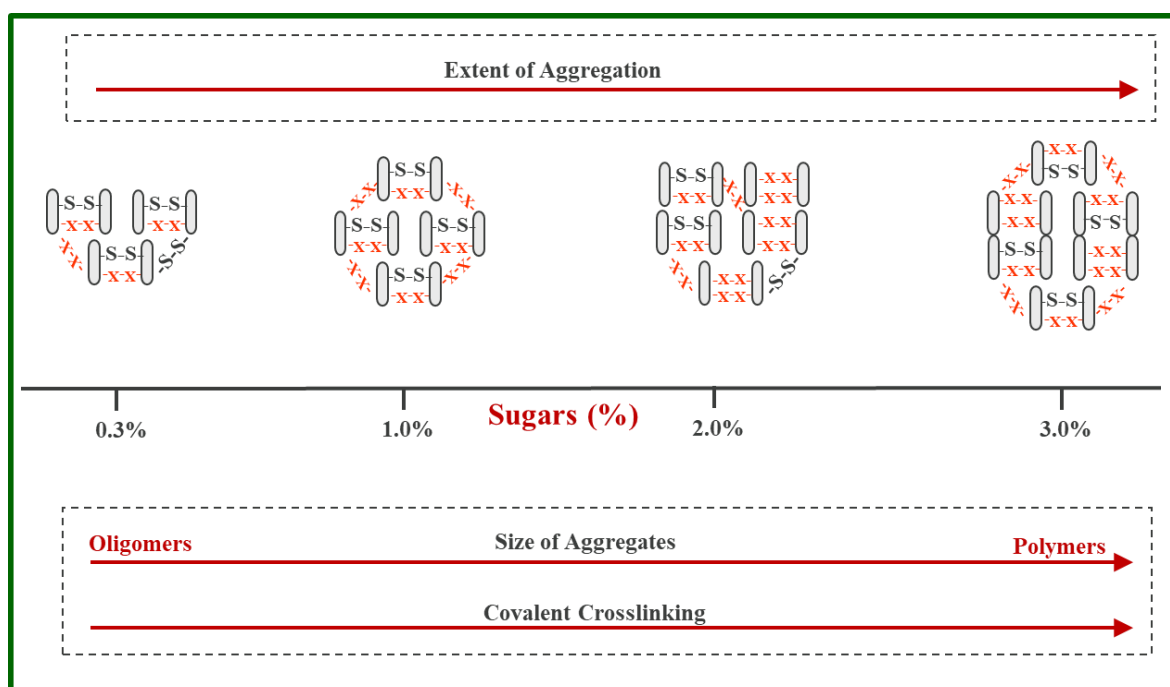 Extent of Aggregation
-S-S- -S-S-
-x-x- -x-x-
-X-X- -S-S- -S-S-
-x-x-
-S-S-
-X-X- -x-x- -X-X-
-S-S- -S-S-
-x-x- -x-x-
-X-X- -S-S- -X-X-
-x-x-
-S-S- -X-X- -x-x-
-x-x- -x-x-
-S-S- -x-x-
-x-x- -x-x-
-X-X- -x-x- -S-S-
-x-x-
-x-x-
-X-X- -S-S- -X-X-
-x-x- -x-x-
-x-x- -S-S-
-S-S- -x-x-
-x-x- -x-x-
-X-X- -S-S- -X-X-
-x-x-
0.3% 1.0% Sugars (%) 2.0% 3.0%
Oligomers Size of Aggregates Polymers
Covalent Crosslinking